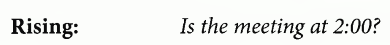 Rising: Is the meeting at 2:00?